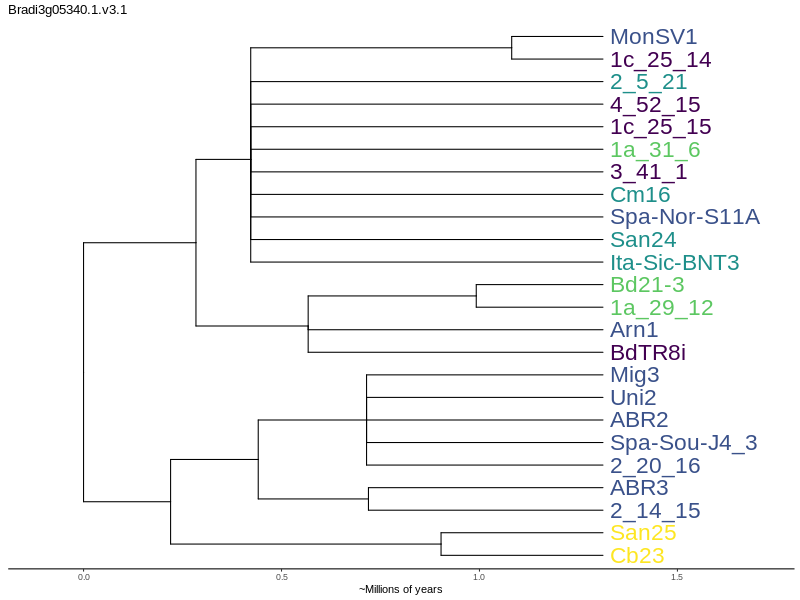 Bradi3g05340.1.v3.1
MonSV1
1c_25_14
2_5_21
4_52_15
1c_25_15
1a_31_6
3_41_1
Cm16
Spa-Nor-S11A
San24
Ita-Sic-BNT3
Bd21-3
1a_29_12
Arn1
BdTR8i
Mig3
Uni2
ABR2
Spa-Sou-J4_3
2_20_16
ABR3
2_14_15
San25
Cb23
0.0 0.5 1.0 1.5
~Millions of years